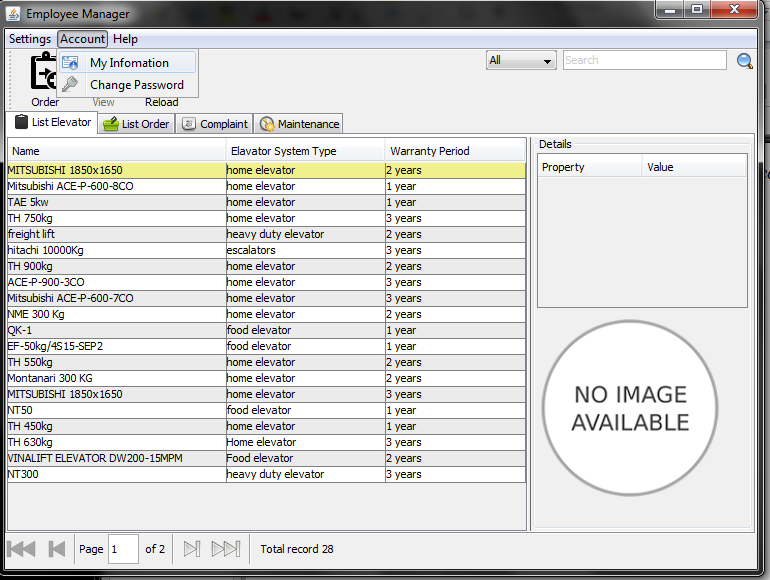 Employee Manager
Settings Account Help
My Infomation
Change Password
Order View Reload
All Search
List Elevator List Order Complaint Maintenance
Name Elavator System Type Warranty Period
MITSUBISHI 1850x1650 home elevator 2 years
Mitsubishi ACE-P-600-8CO home elevator 1 year
TAE 5kw home elevator 1 year
TH 750kg home elevator 3 years
freight lift heavy duty elevator 2 years
hitachi 10000Kg escalators 3 years
TH 900kg home elevator 2 years
ACE-P-900-3CO home elevator 3 years
Mitsubishi ACE-P-600-7CO home elevator 3 years
NME 300 Kg home elevator 2 years
QK-1 food elevator 1 year
EF-50kg/4S15-SEP2 food elevator 1 year
TH 550kg home elevator 2 years
Montanari 300 KG home elevator 2 years
MITSUBISHI 1850x1650 home elevator 3 years
NT50 food elevator 1 year
TH 450kg home elevator 1 year
TH 630kg Home elevator 3 years
VINALIFT ELEVATOR DW200-15MPM Food elevator 2 years
NT300 heavy duty elevator 3 years
Details
Property Value
NO IMAGE
AVAILABLE
Page 1 of 2 Total record 28